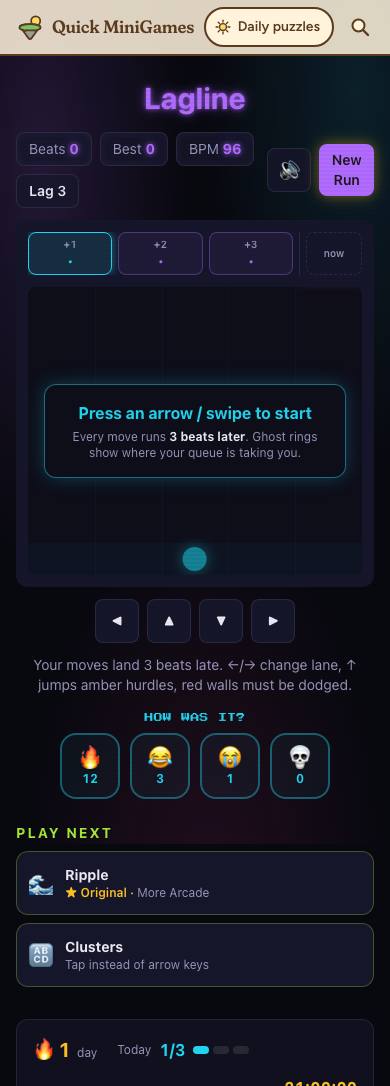 Quick MiniGames
Daily puzzles
Lagline
Beats 0
Best 0
BPM 96
Lag 3
New
Run
+1
+2
+3
now
Press an arrow / swipe to start
Every move runs 3 beats later. Ghost rings
show where your queue is taking you.
Your moves land 3 beats late. ←/→ change lane, ↑
jumps amber hurdles, red walls must be dodged.
HOW WAS IT?
12
3
1
0
PLAY NEXT
Ripple
Original · More Arcade
ABCD
Clusters
Tap instead of arrow keys
1 day
Today 1/3